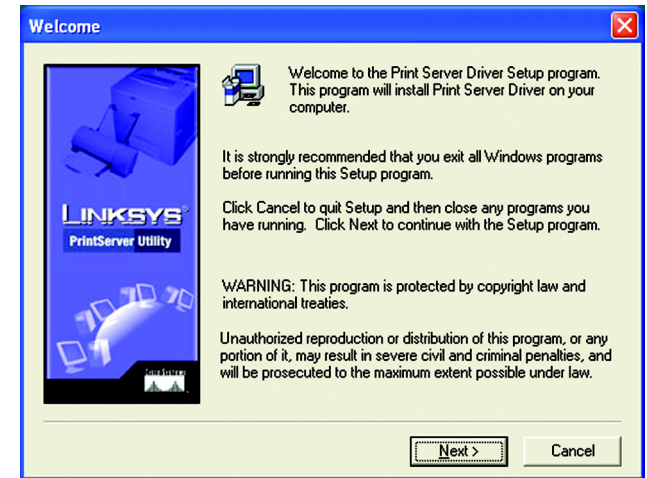 Welcome
Welcome to the Print Server Driver Setup program.
This program will install Print Server Driver on your
computer.
It is strongly recommended that you exit all Windows programs
before running this Setup program.
Click Cancel to quit Setup and then close any programs you
have running. Click Next to continue with the Setup program.
WARNING: This program is protected by copyright law and
international treaties.
Unauthorized reproduction or distribution of this program, or any
portion of it, may result in severe civil and criminal penalties, and
will be prosecuted to the maximum extent possible under law.
LINKSYS®
PrintServer Utility
CISCO SYSTEMS
Next >
Cancel